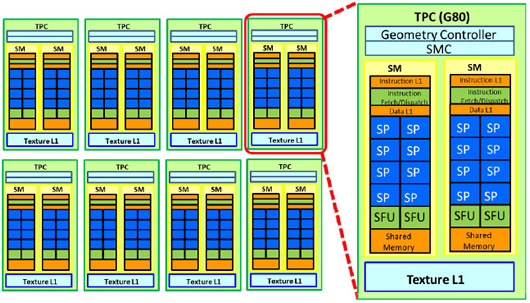 TPC
SM SM
Texture L1
TPC
SM SM
Texture L1
TPC
SM SM
Texture L1
TPC
SM SM
Texture L1
TPC
SM SM
Texture L1
TPC
SM SM
Texture L1
TPC
SM SM
Texture L1
TPC
SM SM
Texture L1
TPC (G80)
Geometry Controller
SMC
SM
Instruction L1
Instruction
Fetch/Dispatch
Data L1
SP SP
SP SP
SP SP
SP SP
SFU SFU
Shared
Memory
SM
Instruction L1
Instruction
Fetch/Dispatch
Data L1
SP SP
SP SP
SP SP
SP SP
SFU SFU
Shared
Memory
Texture L1